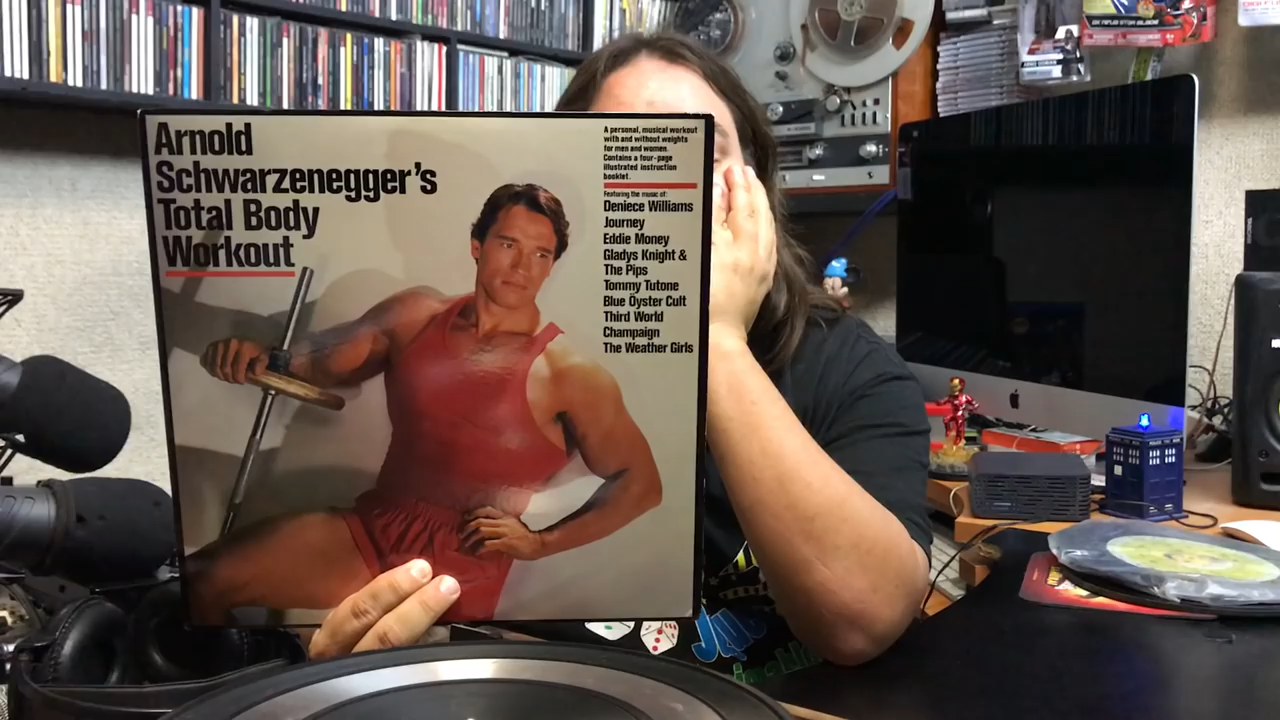 Arnold
Schwarzenegger's
Total Body
Workout
A personal, musical workout
with and without weights
for men and women.
Contains a four-page
illustrated instruction
booklet.
Featuring the music of:
Deniece Williams
Journey
Eddie Money
Gladys Knight &
The Pips
Tommy Tutone
Blue Öyster Cult
Third World
Champaign
The Weather Girls